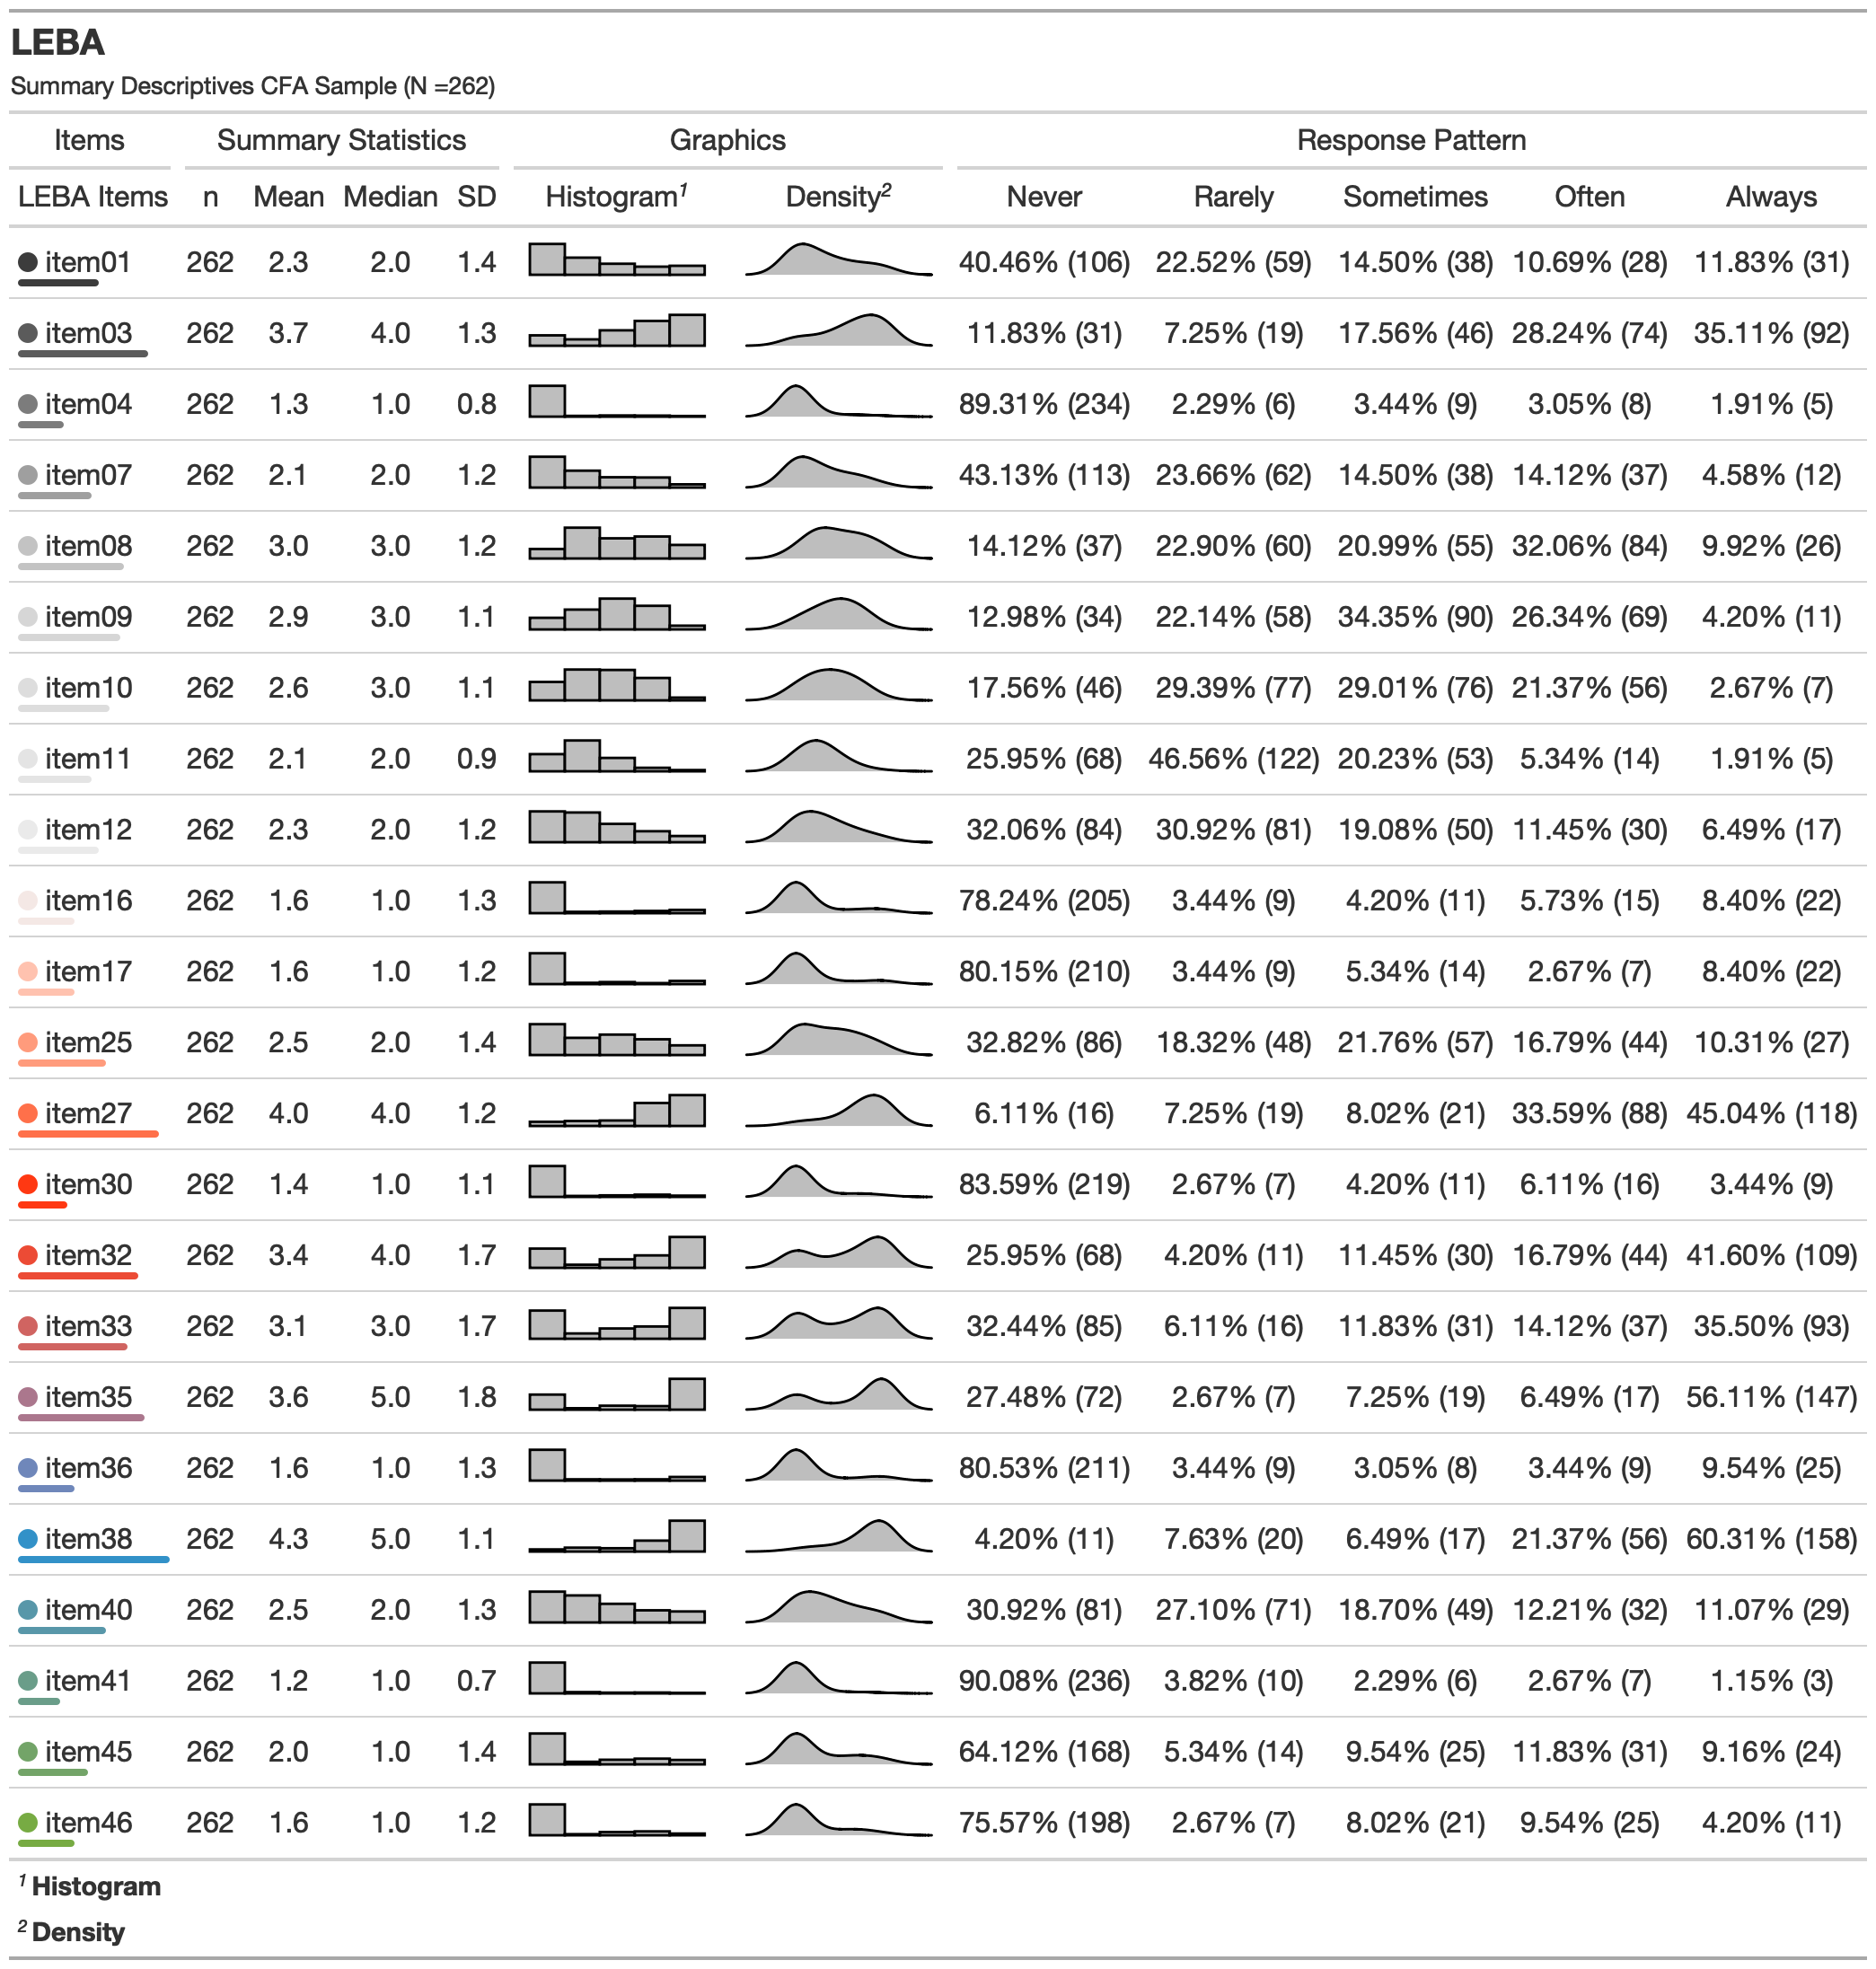 LEBA
Summary Descriptives CFA Sample (N =262)
Items Summary Statistics Graphics Response Pattern
LEBA Items n Mean Median SD Histogram1 Density2 Never Rarely Sometimes Often Always
item01 262 2.3 2.0 1.4 40.46% (106) 22.52% (59) 14.50% (38) 10.69% (28) 11.83% (31)
item03 262 3.7 4.0 1.3 11.83% (31) 7.25% (19) 17.56% (46) 28.24% (74) 35.11% (92)
item04 262 1.3 1.0 0.8 89.31% (234) 2.29% (6) 3.44% (9) 3.05% (8) 1.91% (5)
item07 262 2.1 2.0 1.2 43.13% (113) 23.66% (62) 14.50% (38) 14.12% (37) 4.58% (12)
item08 262 3.0 3.0 1.2 14.12% (37) 22.90% (60) 20.99% (55) 32.06% (84) 9.92% (26)
item09 262 2.9 3.0 1.1 12.98% (34) 22.14% (58) 34.35% (90) 26.34% (69) 4.20% (11)
item10 262 2.6 3.0 1.1 17.56% (46) 29.39% (77) 29.01% (76) 21.37% (56) 2.67% (7)
item11 262 2.1 2.0 0.9 25.95% (68) 46.56% (122) 20.23% (53) 5.34% (14) 1.91% (5)
item12 262 2.3 2.0 1.2 32.06% (84) 30.92% (81) 19.08% (50) 11.45% (30) 6.49% (17)
item16 262 1.6 1.0 1.3 78.24% (205) 3.44% (9) 4.20% (11) 5.73% (15) 8.40% (22)
item17 262 1.6 1.0 1.2 80.15% (210) 3.44% (9) 5.34% (14) 2.67% (7) 8.40% (22)
item25 262 2.5 2.0 1.4 32.82% (86) 18.32% (48) 21.76% (57) 16.79% (44) 10.31% (27)
item27 262 4.0 4.0 1.2 6.11% (16) 7.25% (19) 8.02% (21) 33.59% (88) 45.04% (118)
item30 262 1.4 1.0 1.1 83.59% (219) 2.67% (7) 4.20% (11) 6.11% (16) 3.44% (9)
item32 262 3.4 4.0 1.7 25.95% (68) 4.20% (11) 11.45% (30) 16.79% (44) 41.60% (109)
item33 262 3.1 3.0 1.7 32.44% (85) 6.11% (16) 11.83% (31) 14.12% (37) 35.50% (93)
item35 262 3.6 5.0 1.8 27.48% (72) 2.67% (7) 7.25% (19) 6.49% (17) 56.11% (147)
item36 262 1.6 1.0 1.3 80.53% (211) 3.44% (9) 3.05% (8) 3.44% (9) 9.54% (25)
item38 262 4.3 5.0 1.1 4.20% (11) 7.63% (20) 6.49% (17) 21.37% (56) 60.31% (158)
item40 262 2.5 2.0 1.3 30.92% (81) 27.10% (71) 18.70% (49) 12.21% (32) 11.07% (29)
item41 262 1.2 1.0 0.7 90.08% (236) 3.82% (10) 2.29% (6) 2.67% (7) 1.15% (3)
item45 262 2.0 1.0 1.4 64.12% (168) 5.34% (14) 9.54% (25) 11.83% (31) 9.16% (24)
item46 262 1.6 1.0 1.2 75.57% (198) 2.67% (7) 8.02% (21) 9.54% (25) 4.20% (11)
1 Histogram
2 Density